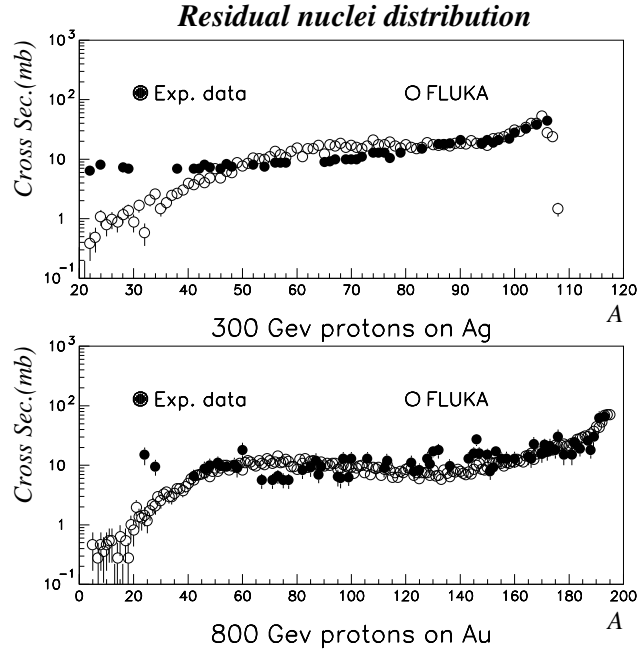 Residual nuclei distribution
Cross Sec.(mb)
10³
10²
10
1
10⁻¹
Exp. data
FLUKA
20 30 40 50 60 70 80 90 100 110 120
A
300 Gev protons on Ag
Cross Sec.(mb)
10³
10²
10
1
10⁻¹
Exp. data
FLUKA
0 20 40 60 80 100 120 140 160 180 200
A
800 Gev protons on Au